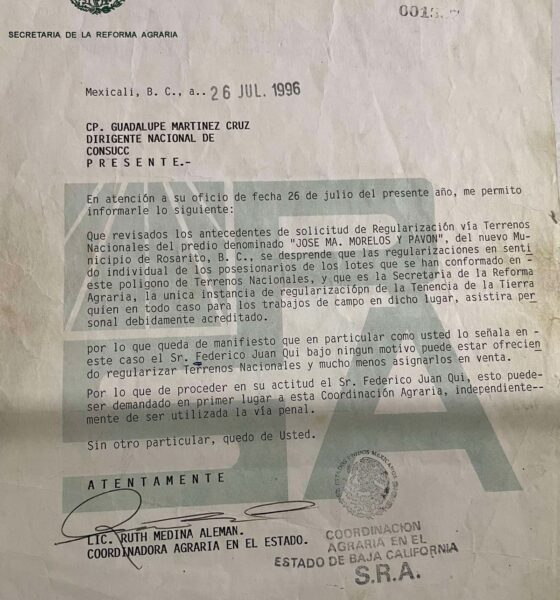 SECRETARIA DE LA REFORMA AGRARIA
Mexicali, B. C., a.. 26 JUL. 1996
CP. GUADALUPE MARTINEZ CRUZ
DIRIGENTE NACIONAL DE
CONSUCC
P R E S E N T E.-
En atención a su oficio de fecha 26 de julio del presente año, me permito
informarle lo siguiente:
Que revisados los antecedentes de solicitud de Regularización vía Terrenos
Nacionales del predio denominado "JOSE MA. MORELOS Y PAVON", del nuevo Mu-
nicipio de Rosarito, B. C., se desprende que las regularizaciones en senti
do individual de los posesionarios de los lotes que se han conformado en -
este poligono de Terrenos Nacionales, y que es la Secretaria de la Reforma
Agraria, la unica instancia de regularizaciópn de la Tenencia de la Tierra
quien en todo caso para los trabajos de campo en dicho lugar, asistira per
sonal debidamente acreditado.
por lo que queda de manifiesto que en particular como usted lo señala en -
este caso el Sr. Federico Juan Qui bajo ningun motivo puede estar ofrecien
do regularizar Terrenos Nacionales y mucho menos asignarlos en venta.
Por lo que de proceder en su actitud el Sr. Federico Juan Qui, esto puede-
ser demandado en primer lugar a esta Coordinación Agraria, independiente--
mente de ser utilizada la vía penal.
Sin otro particular, quedo de Usted.
A T E N T A M E N T E
LIC. RUTH MEDINA ALEMAN.
COORDINADORA AGRARIA EN EL ESTADO.
ESTADOS UNIDOS MEXICANOS
COORDINACION
AGRARIA EN EL
ESTADO DE BAJA CALIFORNIA
S.R.A.